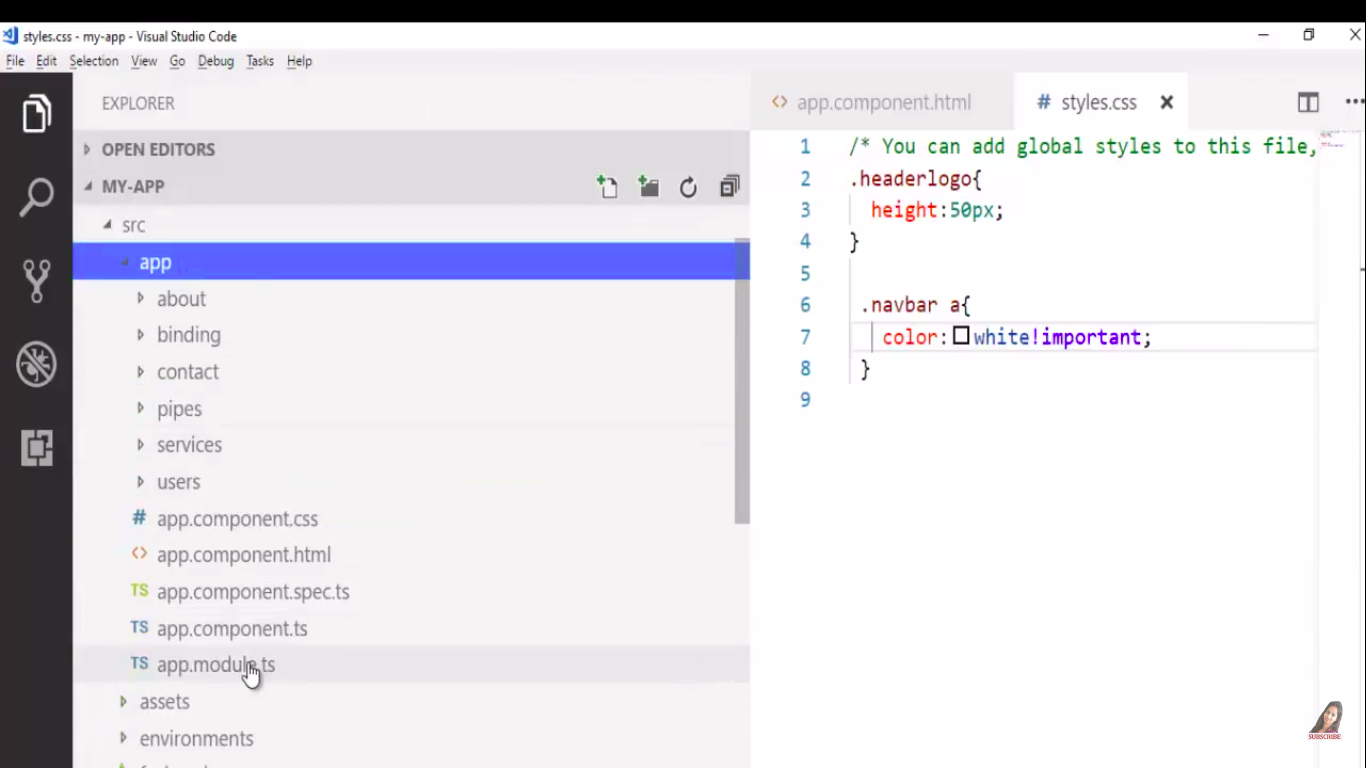 styles.css - my-app - Visual Studio Code
File Edit Selection View Go Debug Tasks Help
EXPLORER
OPEN EDITORS
MY-APP
src
app
about
binding
contact
pipes
services
users
# app.component.css
<> app.component.html
TS app.component.spec.ts
TS app.component.ts
TS app.module.ts
assets
environments
<> app.component.html
# styles.css
1 /* You can add global styles to this file,
2 .headerlogo{
3 height:50px;
4 }
5
6 .navbar a{
7 color:white!important;
8 }
9
SUBSCRIBE